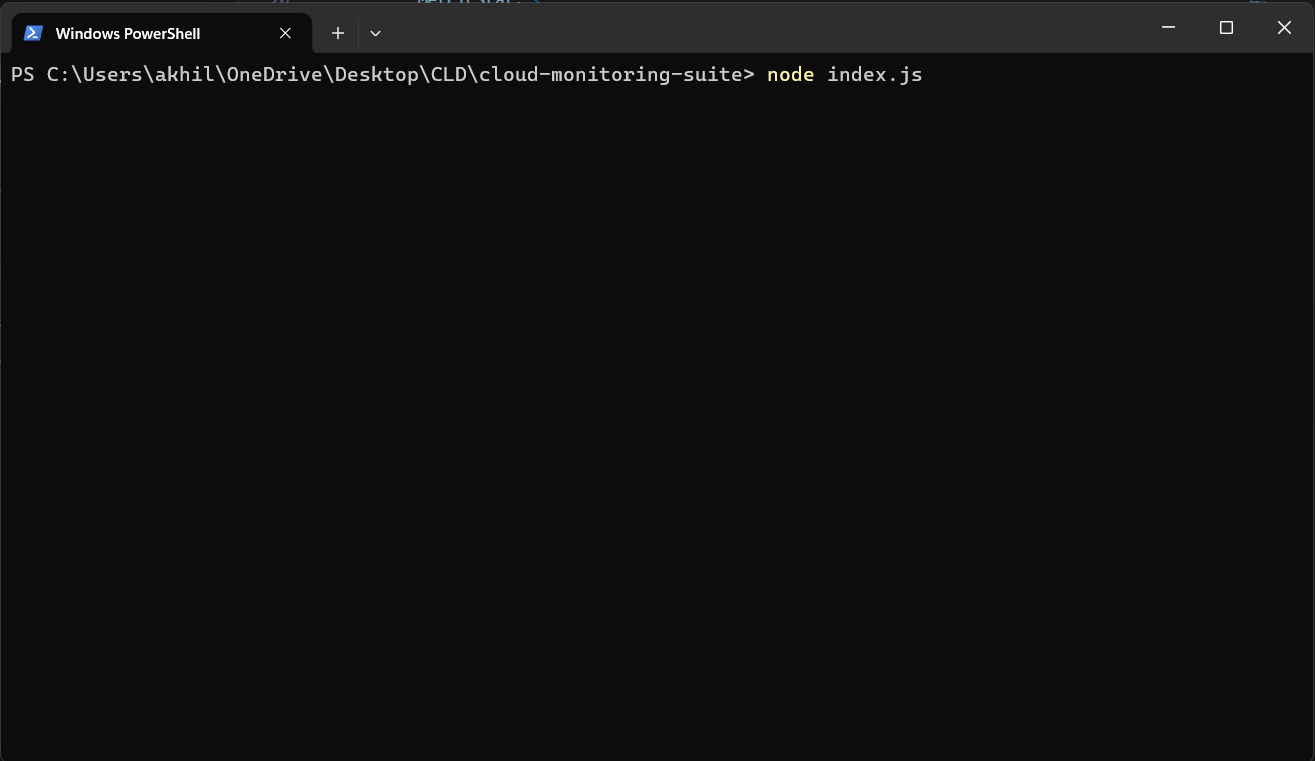 Windows PowerShell
PS C:\Users\akhil\OneDrive\Desktop\CLD\cloud-monitoring-suite> node index.js